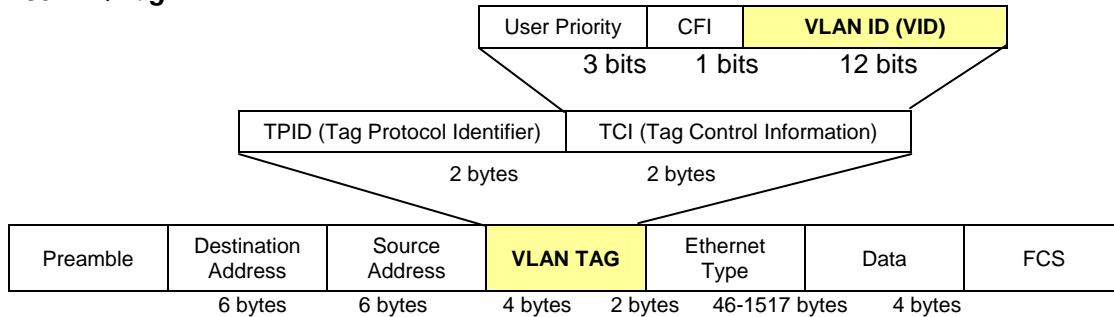 User Priority CFI VLAN ID (VID)
3 bits 1 bits 12 bits
TPID (Tag Protocol Identifier) TCI (Tag Control Information)
2 bytes 2 bytes
Preamble Destination Address Source Address VLAN TAG Ethernet Type Data FCS
6 bytes 6 bytes 4 bytes 2 bytes 46-1517 bytes 4 bytes